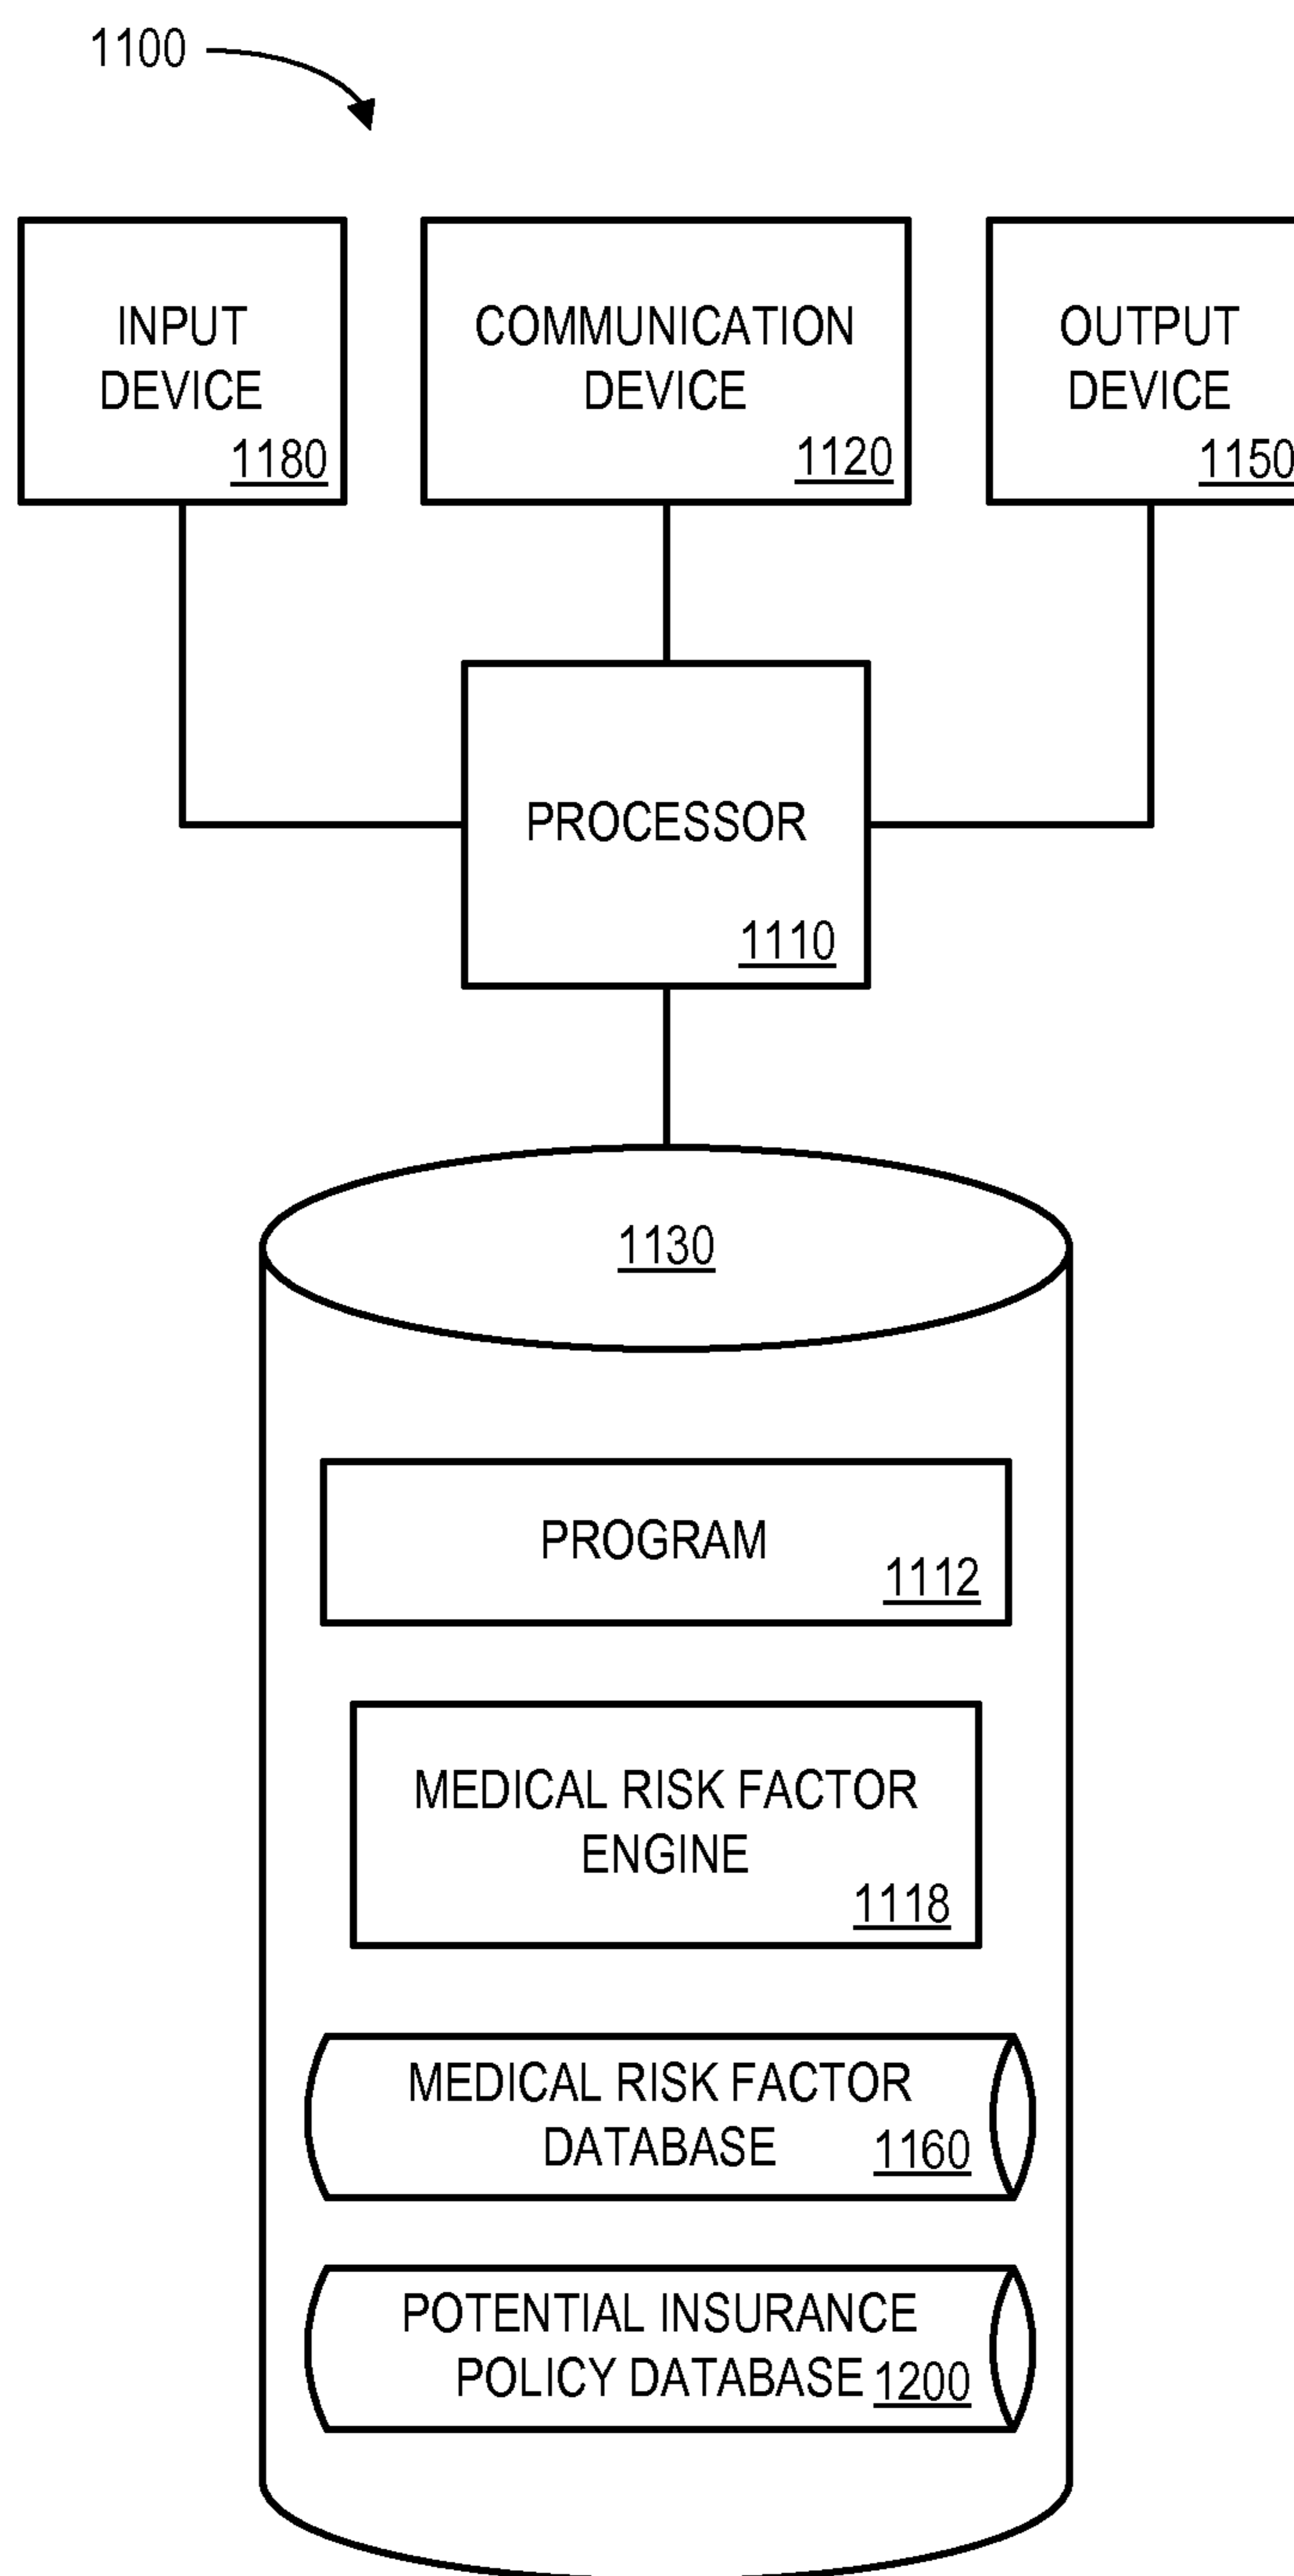 1100
INPUT
DEVICE
1180
COMMUNICATION
DEVICE
1120
OUTPUT
DEVICE
1150
PROCESSOR
1110
1130
PROGRAM
1112
MEDICAL RISK FACTOR
ENGINE
1118
MEDICAL RISK FACTOR
DATABASE 1160
POTENTIAL INSURANCE
POLICY DATABASE 1200